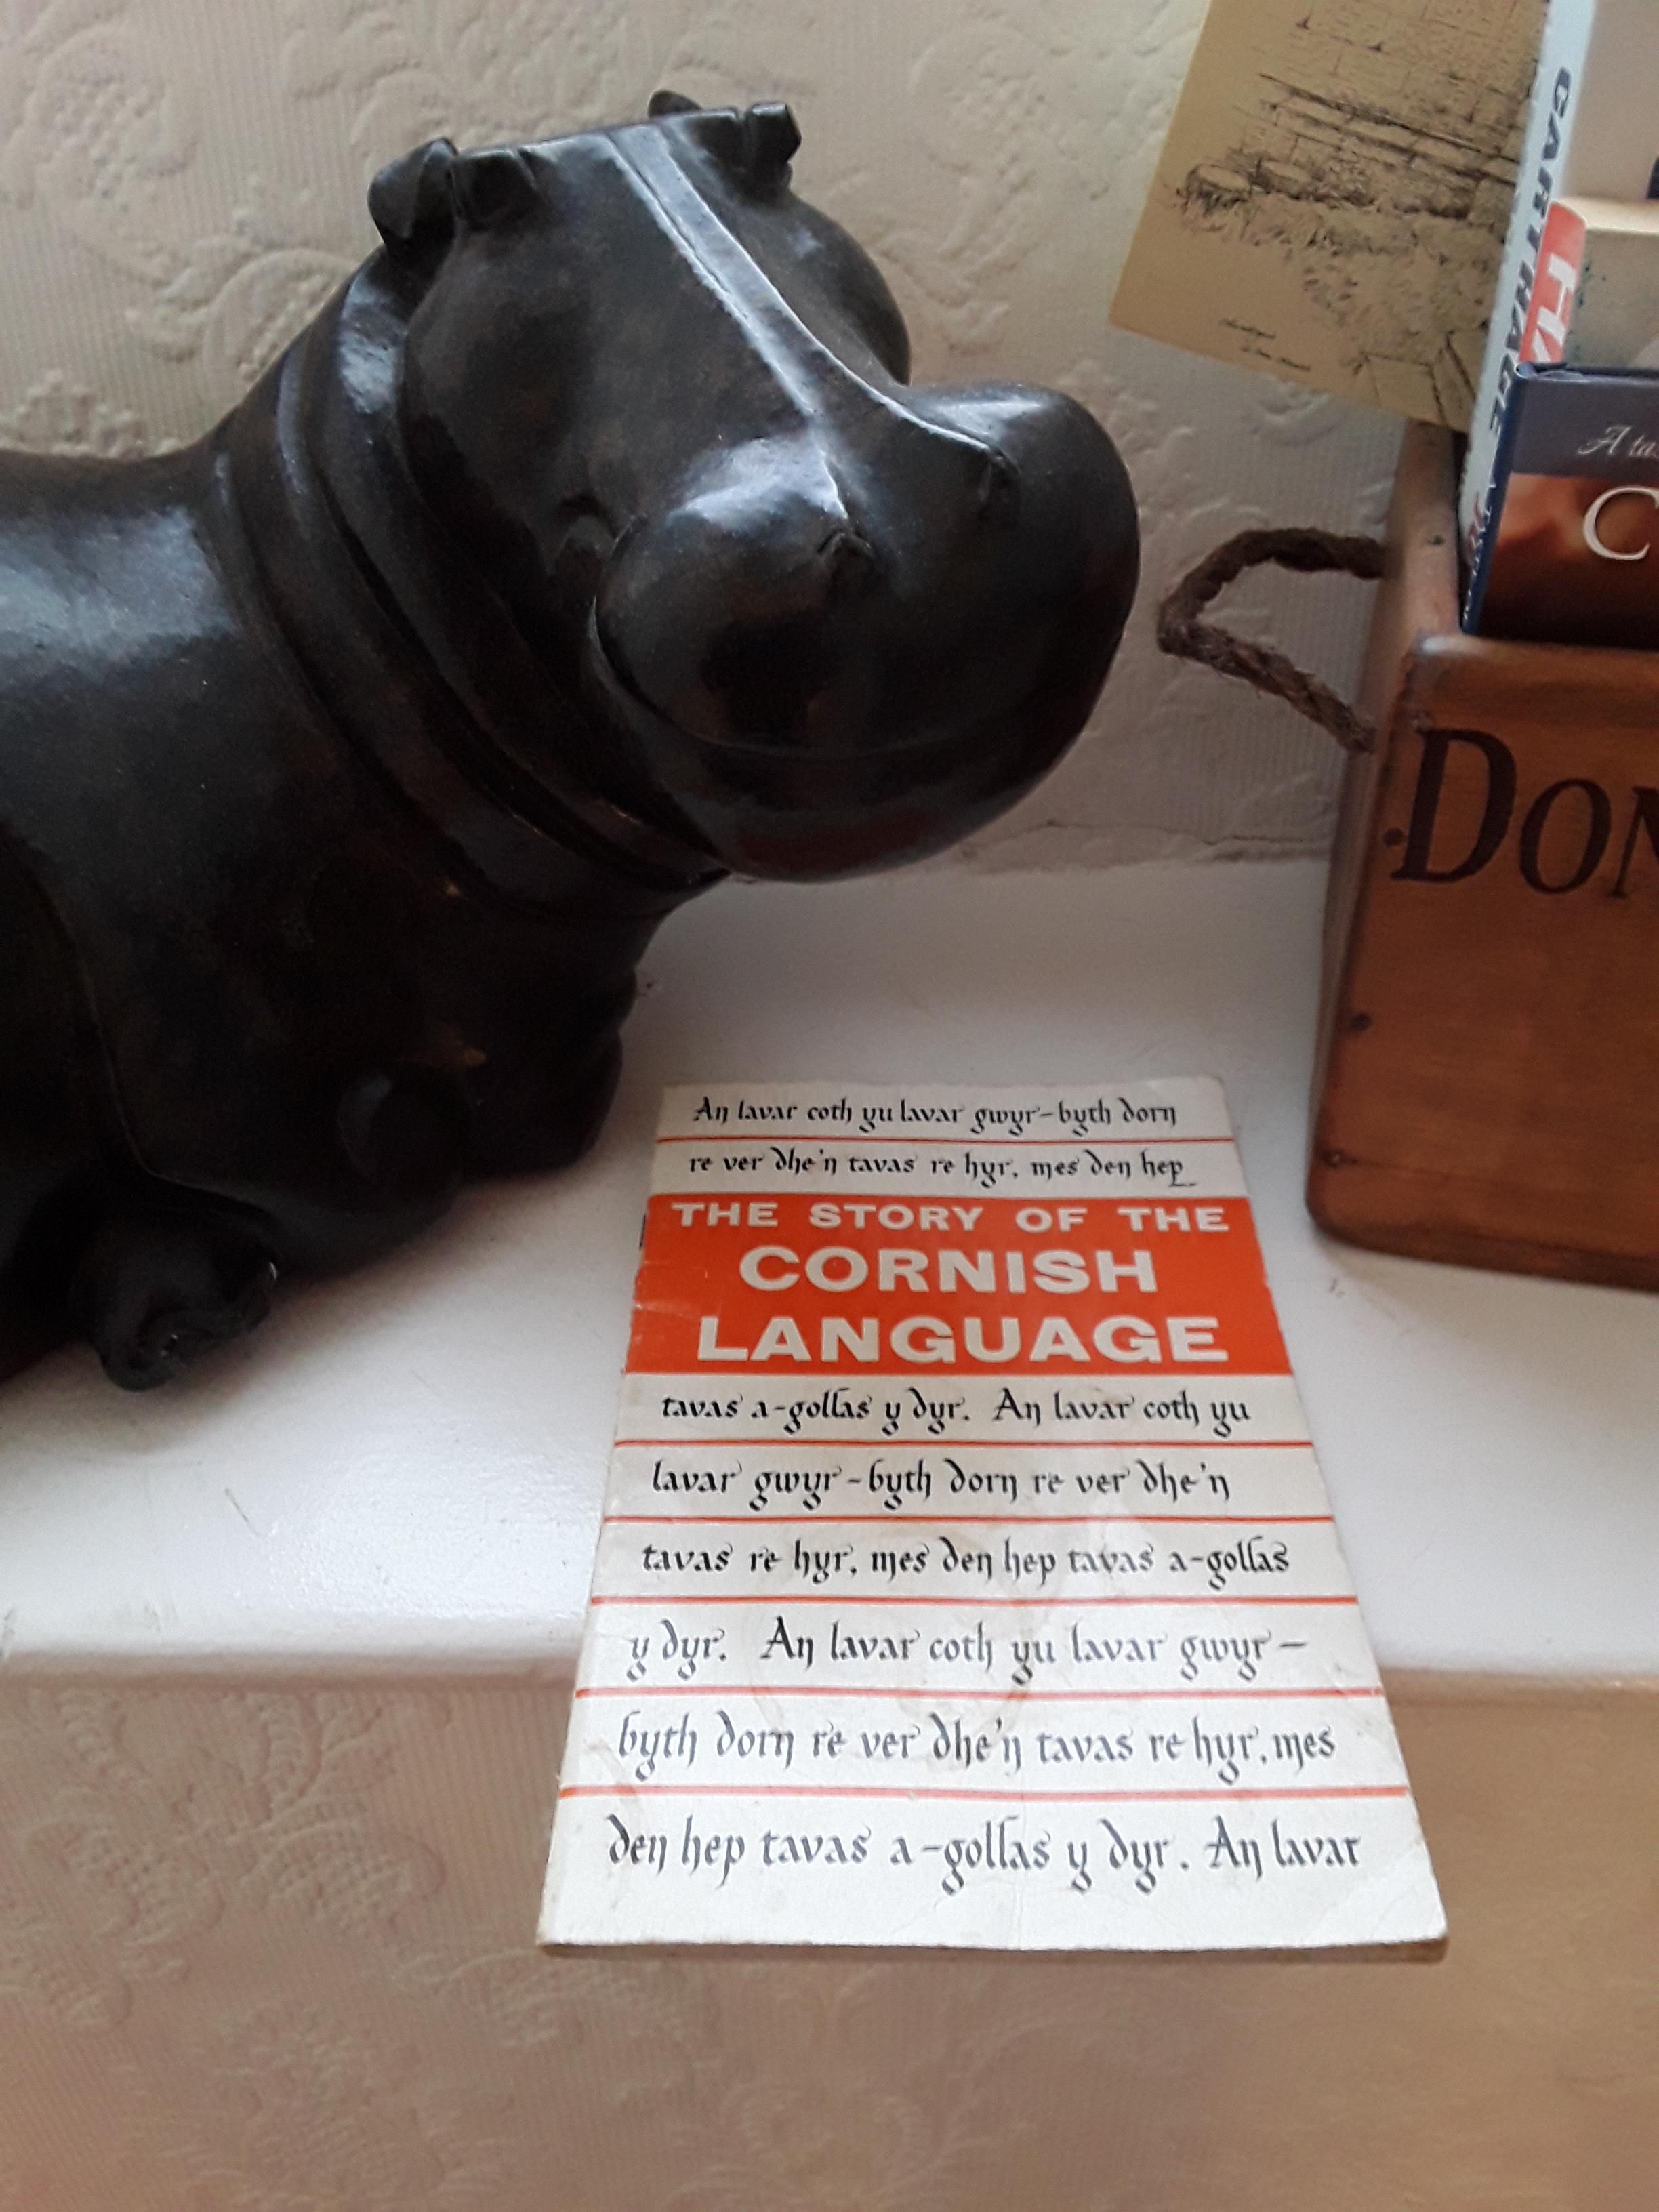 An lavar coth yu lavar gwyr–byth dorn
re ver dhe'n tavas re hyr, mes den hep
THE STORY OF THE
CORNISH
LANGUAGE
tavas a-gollas y dyr. An lavar coth yu
lavar gwyr–byth dorn re ver dhe'n
tavas re hyr, mes den hep tavas a-gollas
y dyr. An lavar coth yu lavar gwyr–
byth dorn re ver dhe'n tavas re hyr, mes
den hep tavas a-gollas y dyr. An lavar
CARTHAGE
HA
A ta
C
DON